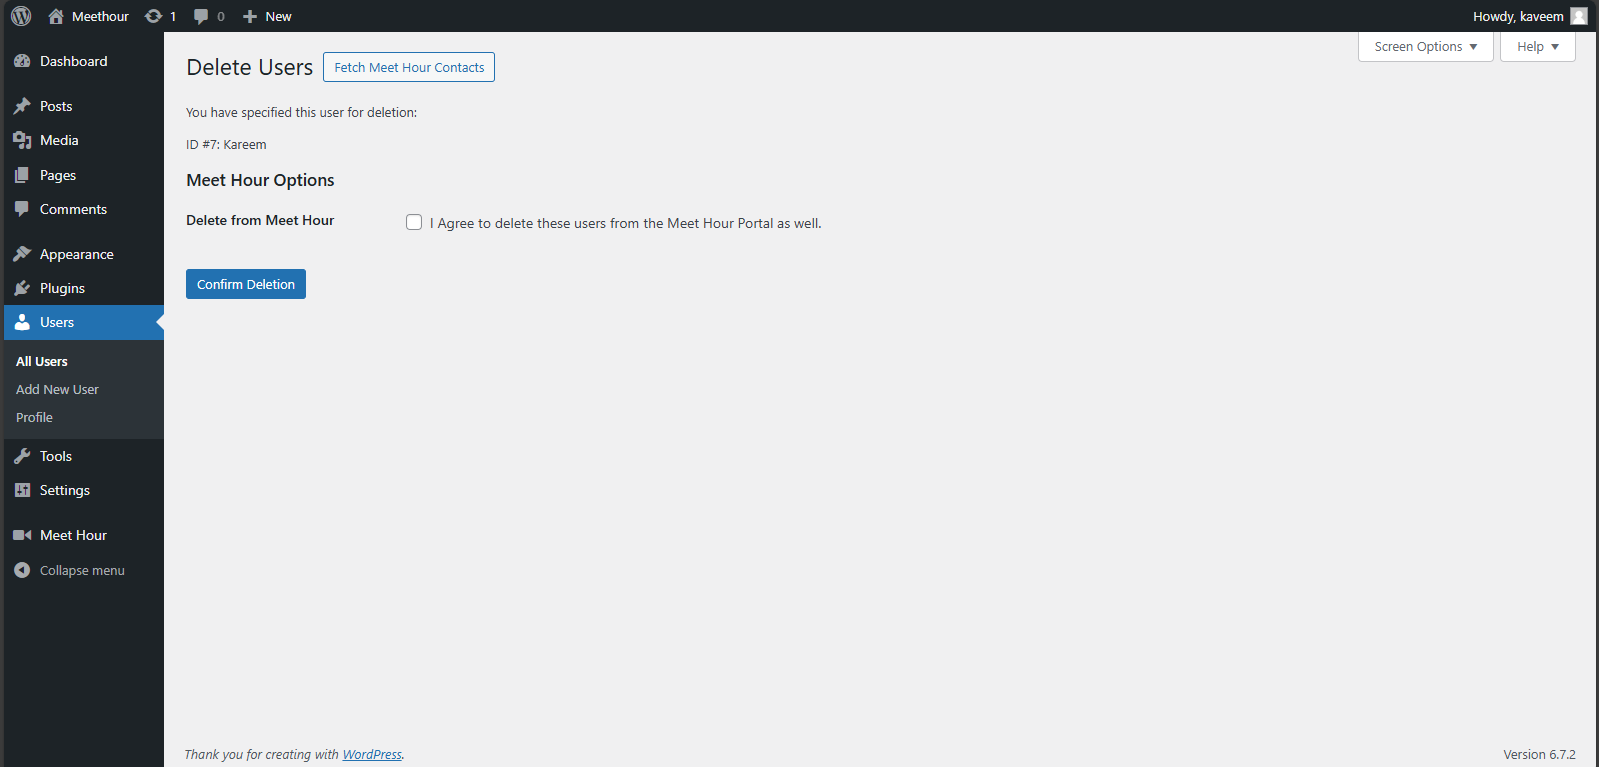 Meethour 1 0 New Howdy, kaveem
Screen Options Help
Dashboard
Posts
Media
Pages
Comments
Appearance
Plugins
Users
All Users
Add New User
Profile
Tools
Settings
Meet Hour
Collapse menu
Delete Users Fetch Meet Hour Contacts
You have specified this user for deletion:
ID #7: Kareem
Meet Hour Options
Delete from Meet Hour I Agree to delete these users from the Meet Hour Portal as well.
Confirm Deletion
Thank you for creating with WordPress. Version 6.7.2